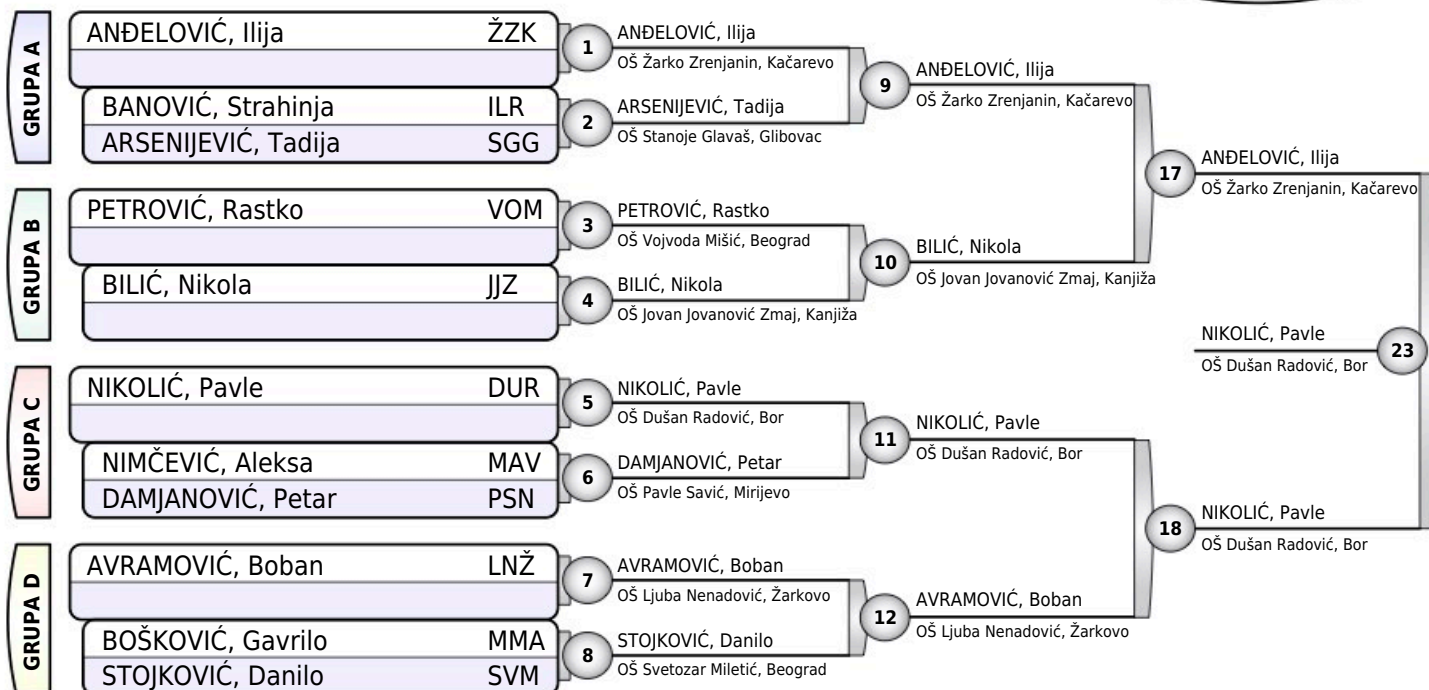 GRUPA A
ANĐELOVIĆ, Ilija ŽZK
BANOVIĆ, Strahinja ILR
ARSENIJEVIĆ, Tadija SGG
GRUPA B
PETROVIĆ, Rastko VOM
BILIĆ, Nikola JJZ
GRUPA C
NIKOLIĆ, Pavle DUR
NIMČEVIĆ, Aleksa MAV
DAMJANOVIĆ, Petar PSN
GRUPA D
AVRAMOVIĆ, Boban LNŽ
BOŠKOVIĆ, Gavrilo MMA
STOJKOVIĆ, Danilo SVM
1
ANĐELOVIĆ, Ilija
OŠ Žarko Zrenjanin, Kačarevo
2
ARSENIJEVIĆ, Tadija
OŠ Stanoje Glavaš, Glibovac
3
PETROVIĆ, Rastko
OŠ Vojvoda Mišić, Beograd
4
BILIĆ, Nikola
OŠ Jovan Jovanović Zmaj, Kanjiža
5
NIKOLIĆ, Pavle
OŠ Dušan Radović, Bor
6
DAMJANOVIĆ, Petar
OŠ Pavle Savić, Mirijevo
7
AVRAMOVIĆ, Boban
OŠ Ljuba Nenadović, Žarkovo
8
STOJKOVIĆ, Danilo
OŠ Svetozar Miletić, Beograd
9
ANĐELOVIĆ, Ilija
OŠ Žarko Zrenjanin, Kačarevo
10
BILIĆ, Nikola
OŠ Jovan Jovanović Zmaj, Kanjiža
11
NIKOLIĆ, Pavle
OŠ Dušan Radović, Bor
12
AVRAMOVIĆ, Boban
OŠ Ljuba Nenadović, Žarkovo
17
ANĐELOVIĆ, Ilija
OŠ Žarko Zrenjanin, Kačarevo
18
NIKOLIĆ, Pavle
OŠ Dušan Radović, Bor
NIKOLIĆ, Pavle
OŠ Dušan Radović, Bor
23